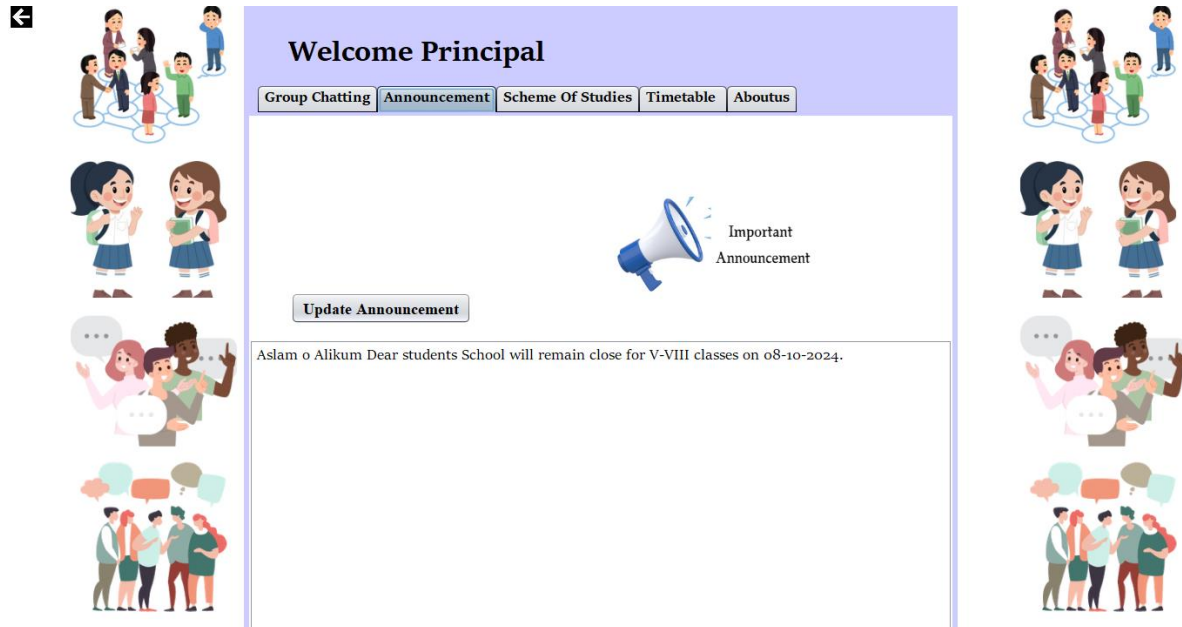 Welcome Principal
Group Chatting Announcement Scheme Of Studies Timetable Aboutus
Important
Announcement
Update Announcement
Aslam o Alikum Dear students School will remain close for V-VIII classes on 08-10-2024.